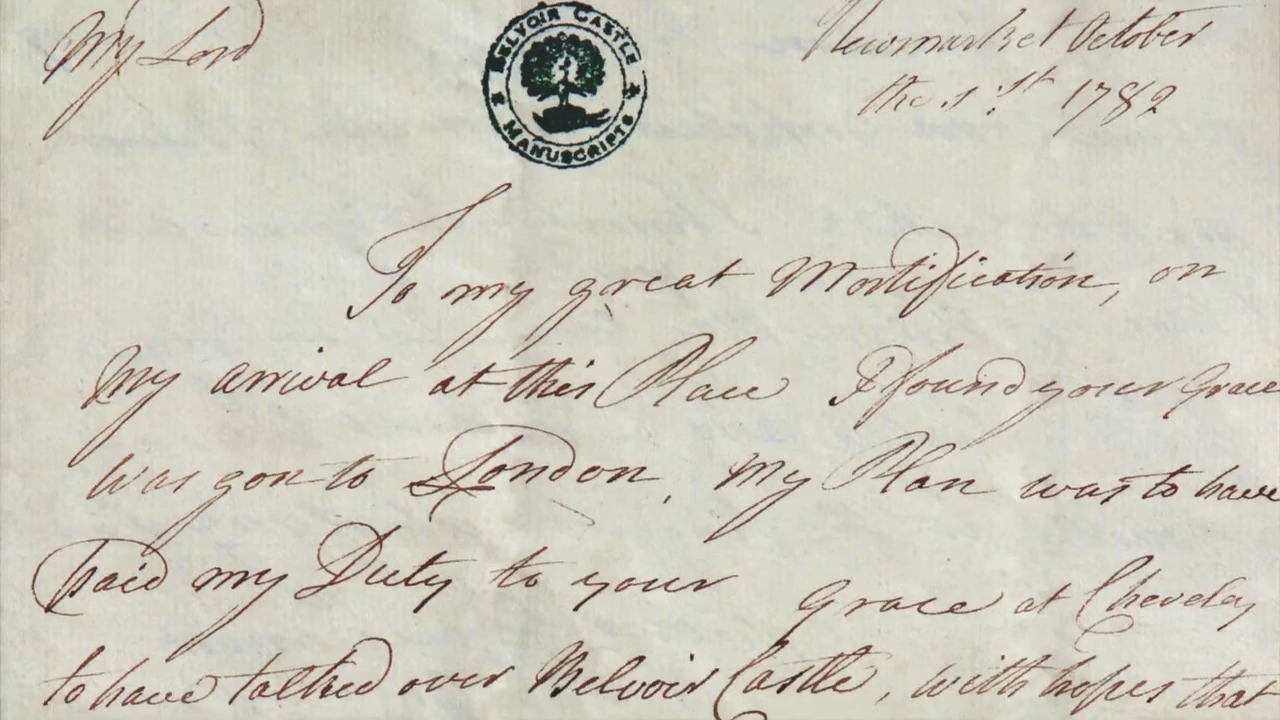 My Lord
BELVOIR CASTLE
MANUSCRIPTS
Newmarket October
the 1st 1782
To my great Mortification, on
My arrival at this Place I found your Grace
was gon to London, My Plan was to have
paid my Duty to your Grace at Cheveley
to have talked over Belvoir Castle, with hopes that